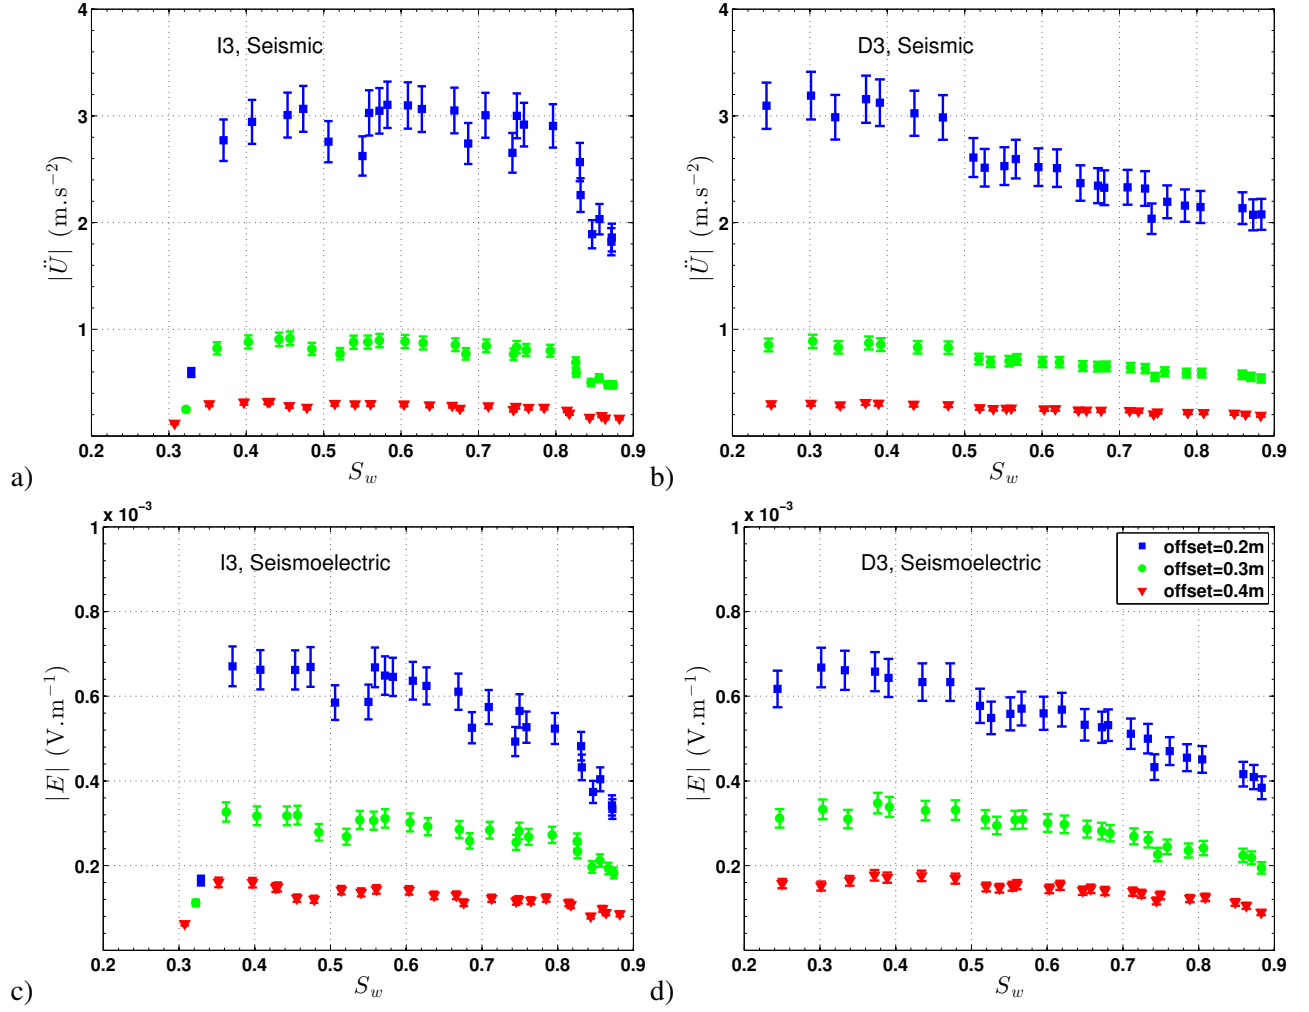 4
3
2
1
I3, Seismic
|Ü| (m.s⁻²)
0.2 0.3 0.4 0.5 0.6 0.7 0.8 0.9
S_w
a)
4
3
2
1
D3, Seismic
|Ü| (m.s⁻²)
0.2 0.3 0.4 0.5 0.6 0.7 0.8 0.9
S_w
b)
x 10⁻³
1
0.8
0.6
0.4
0.2
I3, Seismoelectric
|E| (V.m⁻¹)
0.2 0.3 0.4 0.5 0.6 0.7 0.8 0.9
S_w
c)
x 10⁻³
1
0.8
0.6
0.4
0.2
D3, Seismoelectric
offset=0.2m
offset=0.3m
offset=0.4m
|E| (V.m⁻¹)
0.2 0.3 0.4 0.5 0.6 0.7 0.8 0.9
S_w
d)